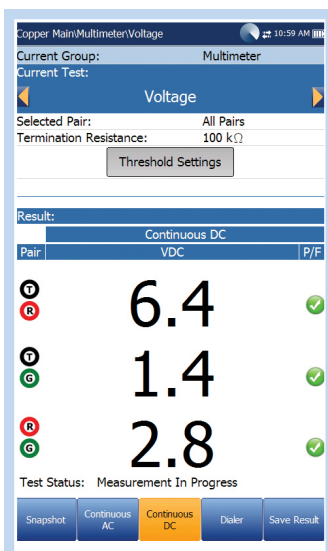 Copper Main\Multimeter\Voltage 10:59 AM
Current Group: Multimeter
Current Test:
Voltage
Selected Pair: All Pairs
Termination Resistance: 100 kΩ
Threshold Settings
Result:
Continuous DC
Pair VDC P/F
T
R
6.4
T
G
1.4
R
G
2.8
Test Status: Measurement In Progress
Snapshot Continuous AC Continuous DC Dialer Save Result